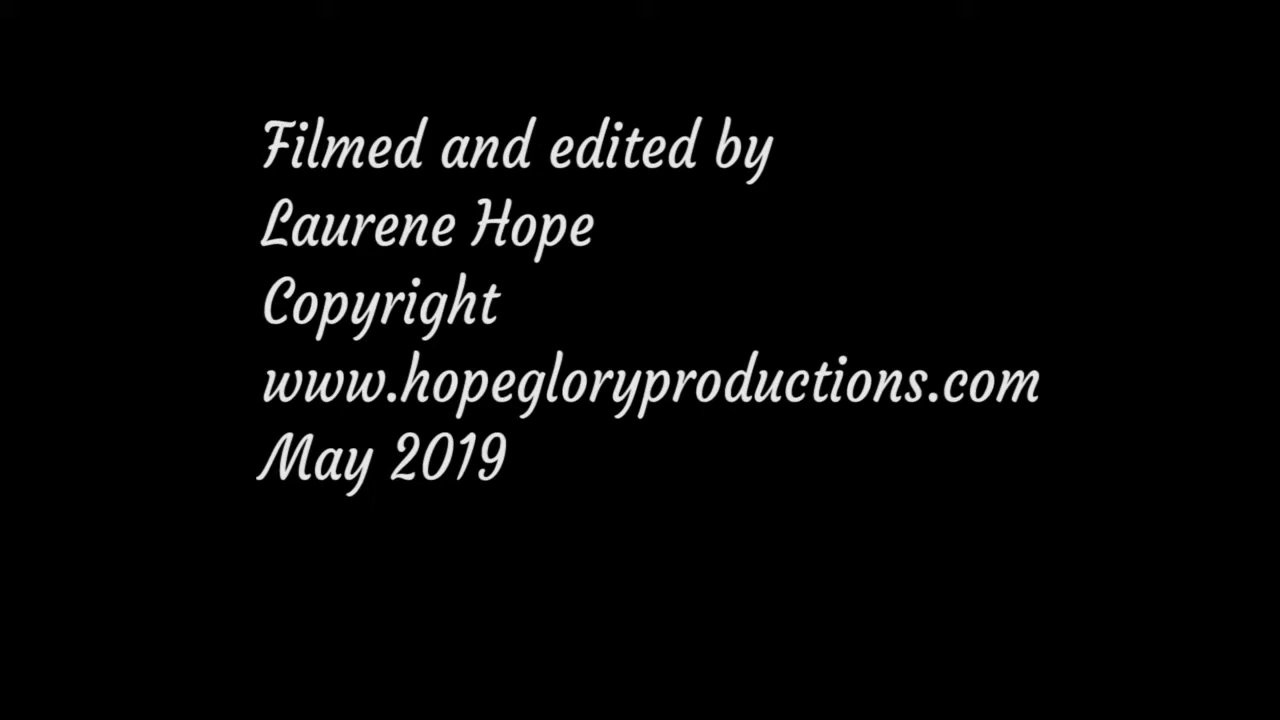 Filmed and edited by
Laurene Hope
Copyright
www.hopegloryproductions.com
May 2019